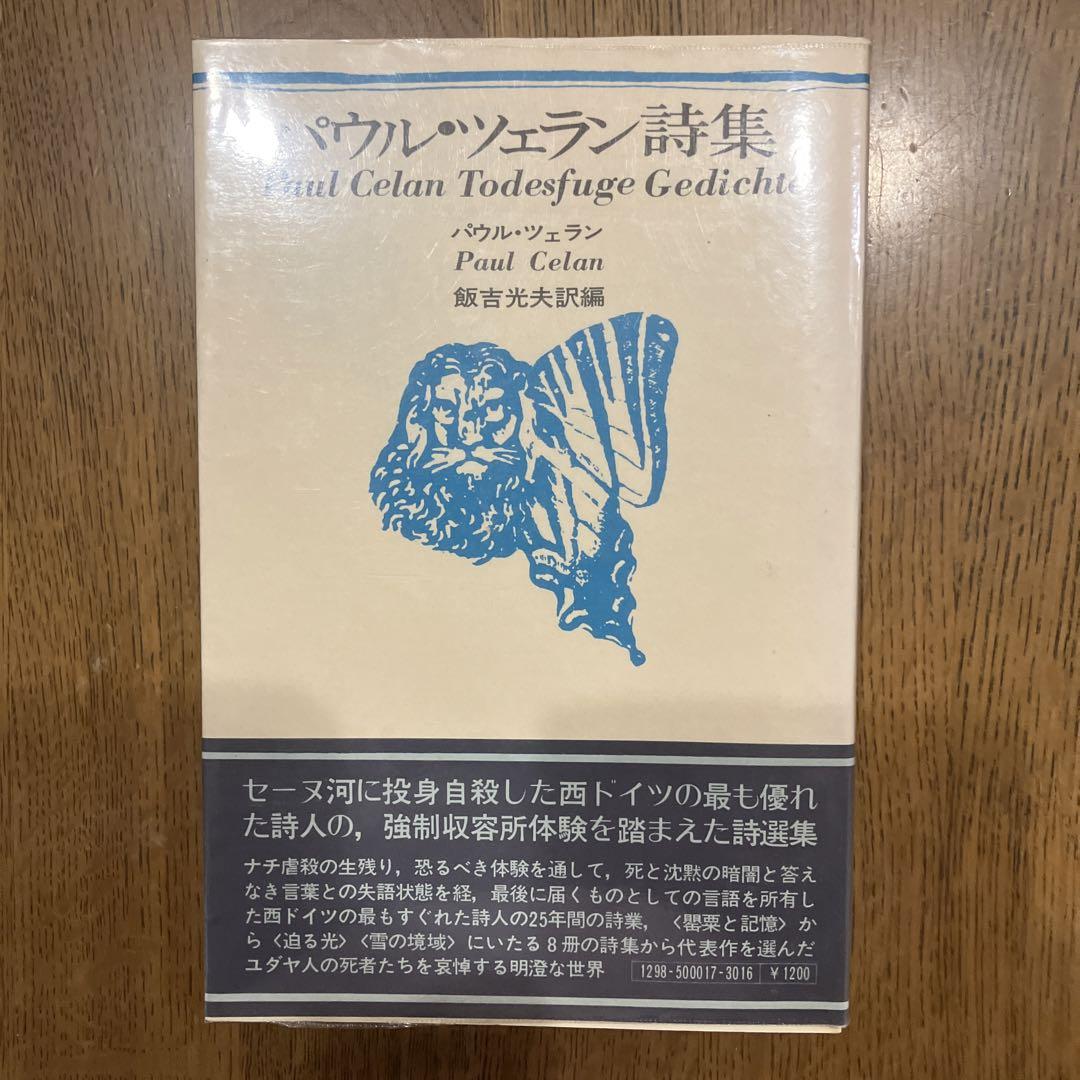 パウル・ツェラン詩集
Paul Celan Todesfuge Gedichte
パウル・ツェラン
Paul Celan
飯吉光夫訳編
セーヌ河に投身自殺した西ドイツの最も優れ
た詩人の，強制収容所体験を踏まえた詩選集
ナチ虐殺の生残り，恐るべき体験を通して，死と沈黙の暗闇と答え
なき言葉との失語状態を経，最後に届くものとしての言語を所有し
た西ドイツの最もすぐれた詩人の25年間の詩業，〈罌粟と記憶〉か
ら〈迫る光〉〈雪の境域〉にいたる8冊の詩集から代表作を選んだ
ユダヤ人の死者たちを哀悼する明澄な世界 1298-500017-3016 ￥1200